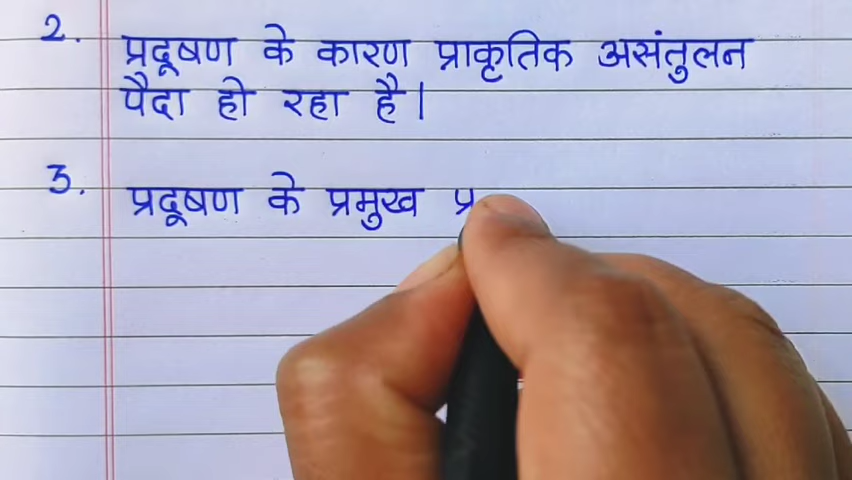 2. प्रदूषण के कारण प्राकृतिक असंतुलन
पैदा हो रहा है।
3. प्रदूषण के प्रमुख प्र